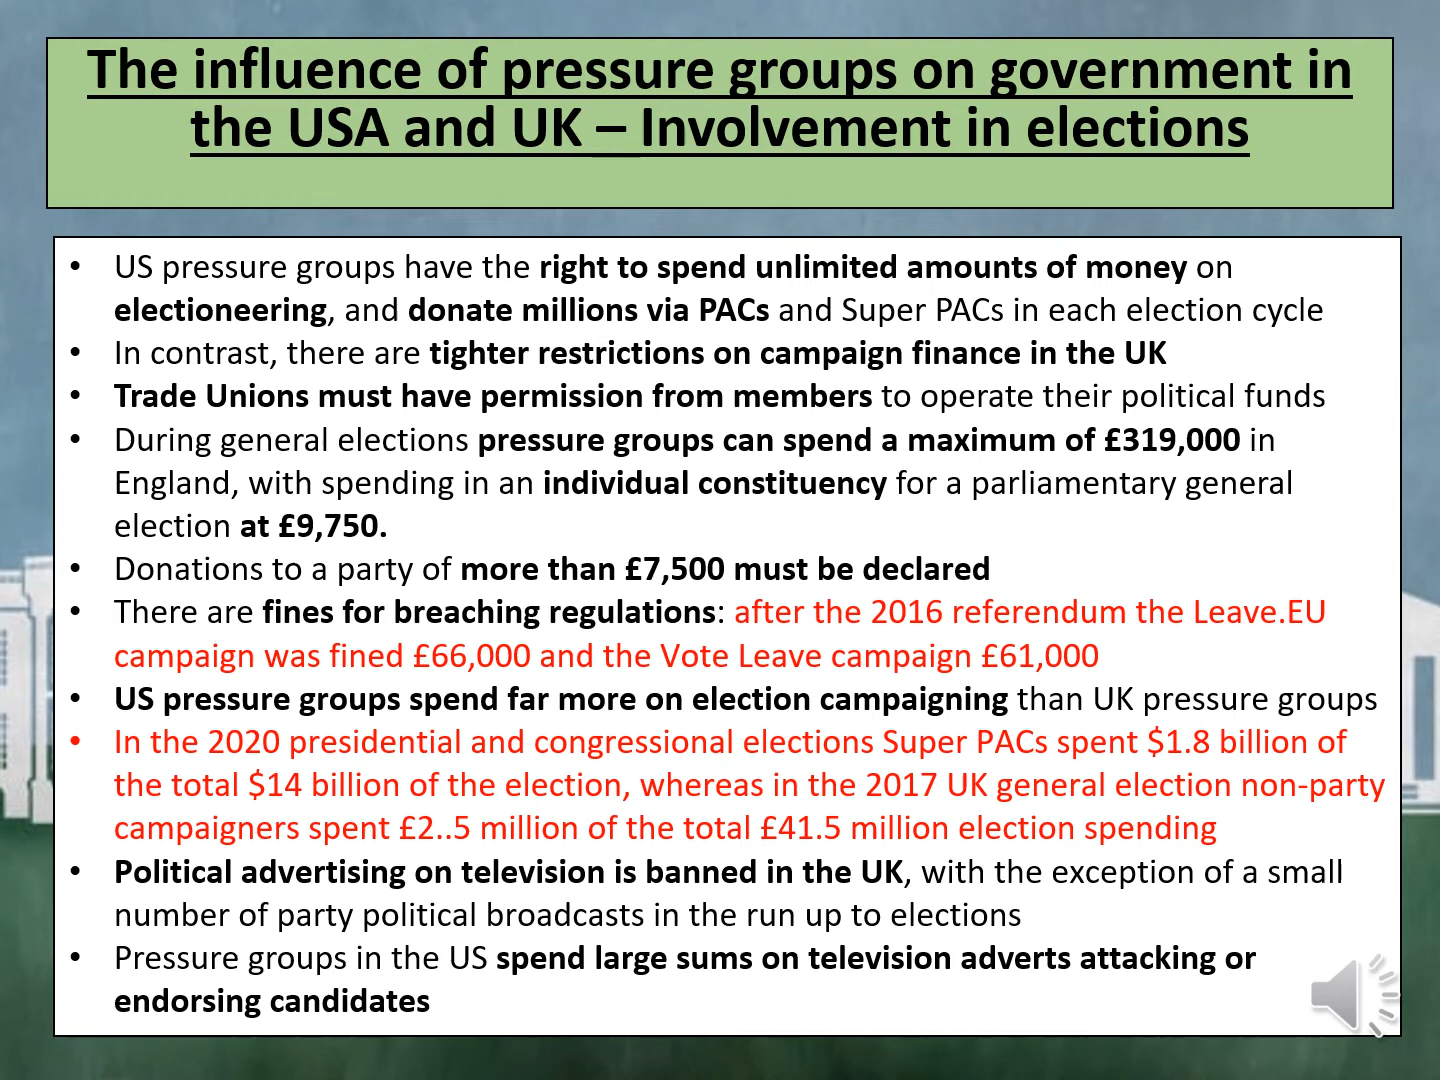 The influence of pressure groups on government in
the USA and UK – Involvement in elections
• US pressure groups have the right to spend unlimited amounts of money on
electioneering, and donate millions via PACs and Super PACs in each election cycle
• In contrast, there are tighter restrictions on campaign finance in the UK
• Trade Unions must have permission from members to operate their political funds
• During general elections pressure groups can spend a maximum of £319,000 in
England, with spending in an individual constituency for a parliamentary general
election at £9,750.
• Donations to a party of more than £7,500 must be declared
• There are fines for breaching regulations: after the 2016 referendum the Leave.EU
campaign was fined £66,000 and the Vote Leave campaign £61,000
• US pressure groups spend far more on election campaigning than UK pressure groups
• In the 2020 presidential and congressional elections Super PACs spent $1.8 billion of
the total $14 billion of the election, whereas in the 2017 UK general election non-party
campaigners spent £2..5 million of the total £41.5 million election spending
• Political advertising on television is banned in the UK, with the exception of a small
number of party political broadcasts in the run up to elections
• Pressure groups in the US spend large sums on television adverts attacking or
endorsing candidates